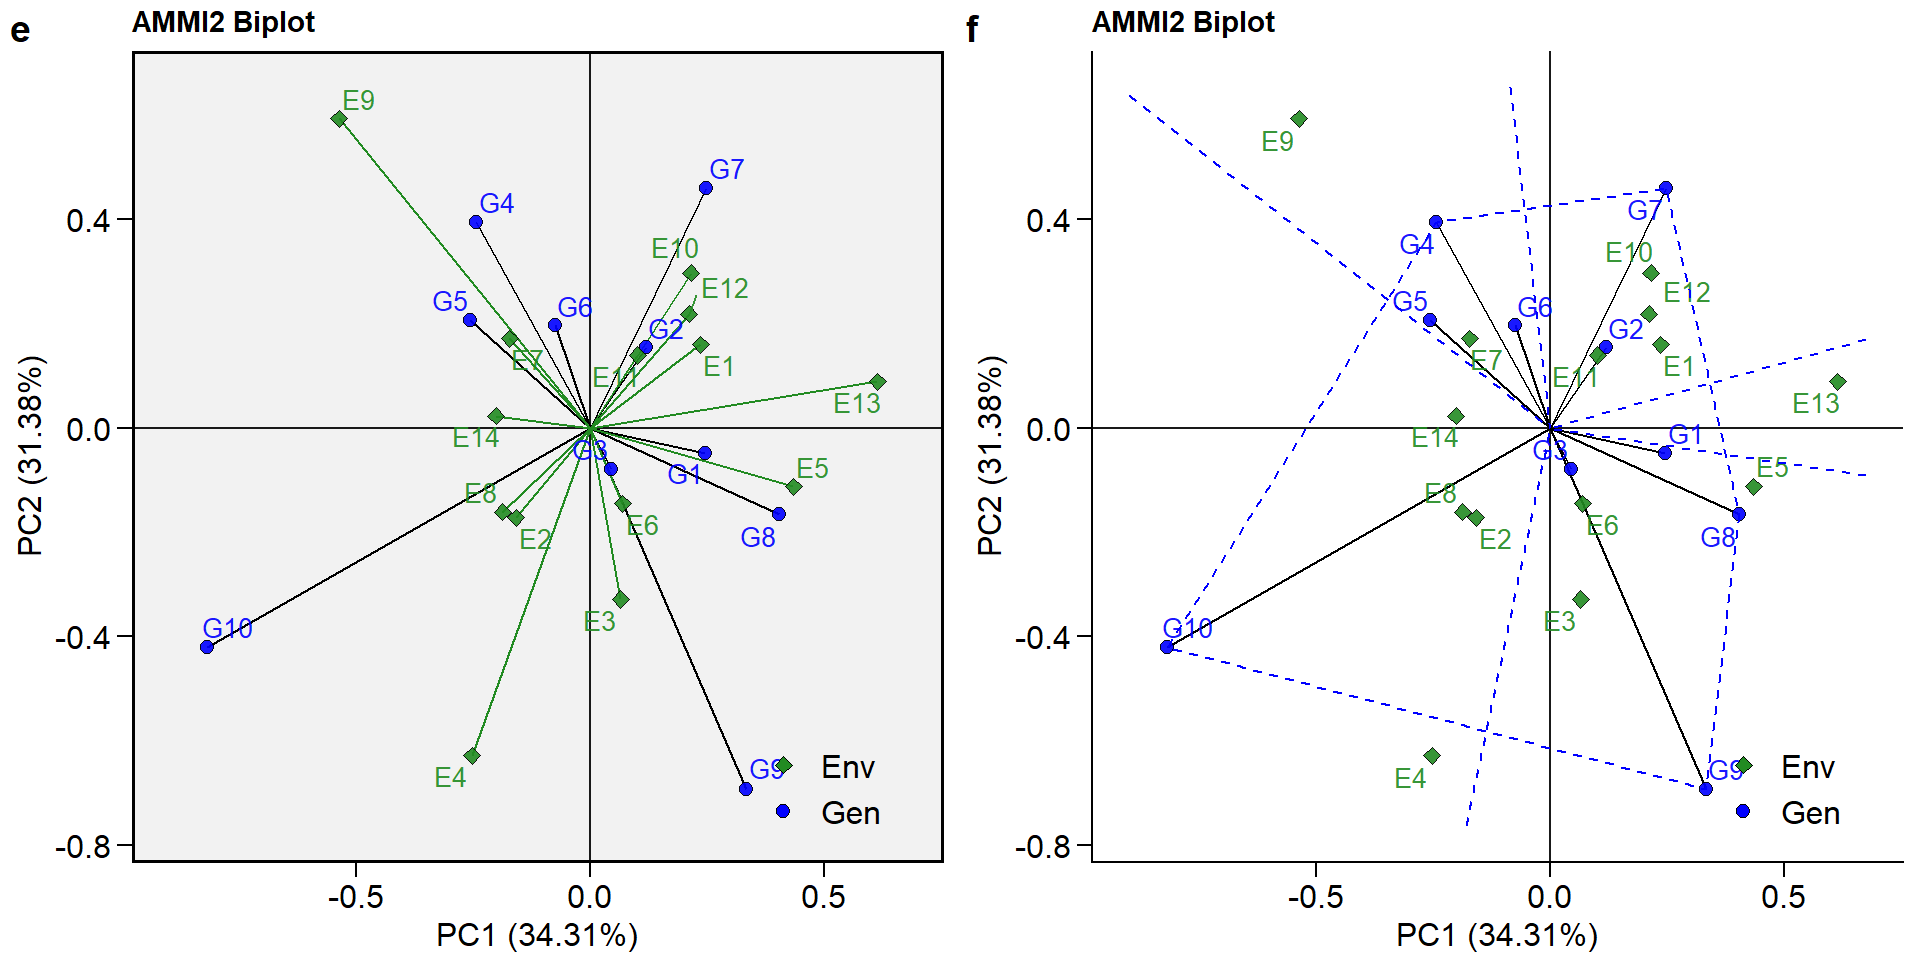 e
AMMI2 Biplot
E9
G7
G4
E10
E12
G5
G6
G2
E7
E11
E1
E13
E14
G3
G1
E5
E8
E2
E6
G8
E3
G10
E4
G9
Env
Gen
0.4
0.0
-0.4
-0.8
-0.5
0.0
0.5
PC1 (34.31%)
PC2 (31.38%)
f
AMMI2 Biplot
E9
G7
G4
E10
E12
G5
G6
G2
E7
E11
E1
E13
E14
G3
G1
E5
E8
E2
E6
G8
E3
G10
E4
G9
Env
Gen
0.4
0.0
-0.4
-0.8
-0.5
0.0
0.5
PC1 (34.31%)
PC2 (31.38%)